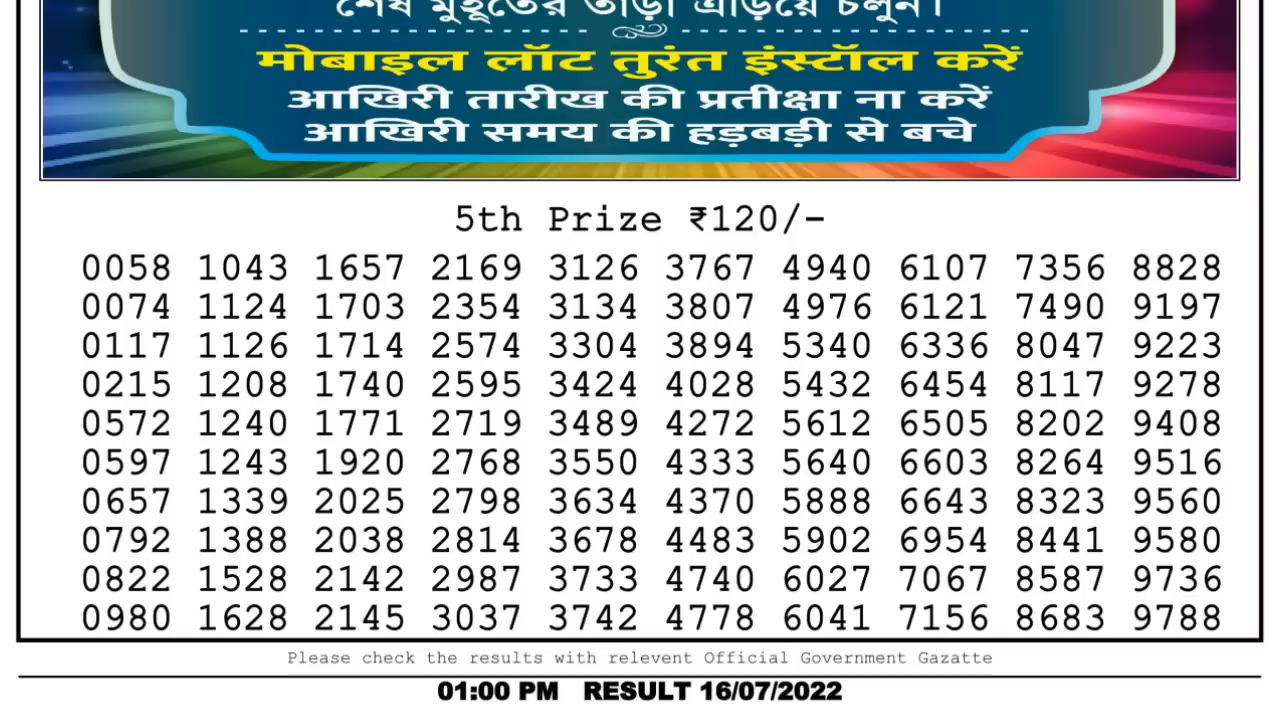 শেষ মুহূর্তের তাড়া এড়িয়ে চলুন।
मोबाइल लॉट तुरंत इंस्टॉल करें
आखिरी तारीख की प्रतीक्षा ना करें
आखिरी समय की हड़बड़ी से बचे
5th Prize ₹120/-
0058 1043 1657 2169 3126 3767 4940 6107 7356 8828
0074 1124 1703 2354 3134 3807 4976 6121 7490 9197
0117 1126 1714 2574 3304 3894 5340 6336 8047 9223
0215 1208 1740 2595 3424 4028 5432 6454 8117 9278
0572 1240 1771 2719 3489 4272 5612 6505 8202 9408
0597 1243 1920 2768 3550 4333 5640 6603 8264 9516
0657 1339 2025 2798 3634 4370 5888 6643 8323 9560
0792 1388 2038 2814 3678 4483 5902 6954 8441 9580
0822 1528 2142 2987 3733 4740 6027 7067 8587 9736
0980 1628 2145 3037 3742 4778 6041 7156 8683 9788
Please check the results with relevent Official Government Gazatte
01:00 PM RESULT 16/07/2022